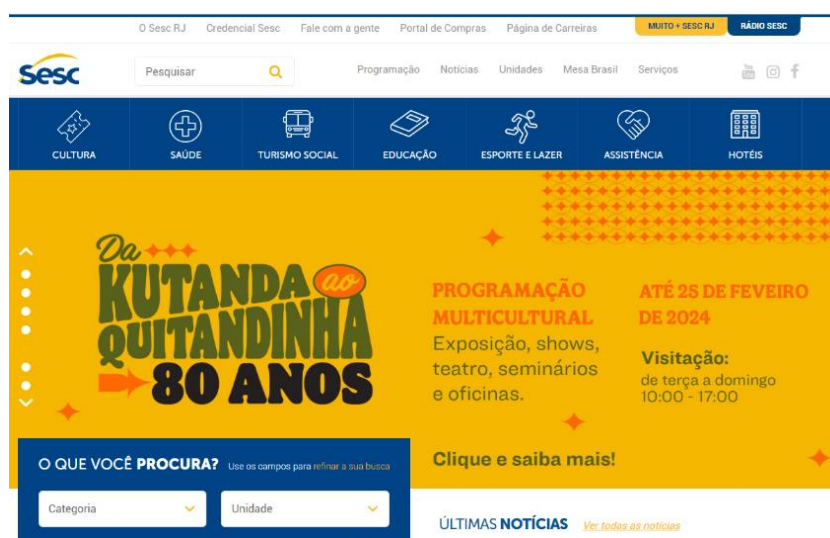 O Sesc RJ Credencial Sesc Fale com a gente Portal de Compras Página de Carreiras MUITO + SESC RJ RÁDIO SESC
Sesc Pesquisar Programação Notícias Unidades Mesa Brasil Serviços
CULTURA SAÚDE TURISMO SOCIAL EDUCAÇÃO ESPORTE E LAZER ASSISTÊNCIA HOTÉIS
Da
KUTANDA ao
QUITANDINHA
80 ANOS
PROGRAMAÇÃO
MULTICULTURAL
Exposição, shows,
teatro, seminários
e oficinas.
ATÉ 25 DE FEVEIRO
DE 2024
Visitação:
de terça a domingo
10:00 - 17:00
Clique e saiba mais!
O QUE VOCÊ PROCURA? Use os campos para refinar a sua busca
Categoria Unidade
ÚLTIMAS NOTÍCIAS Ver todas as notícias